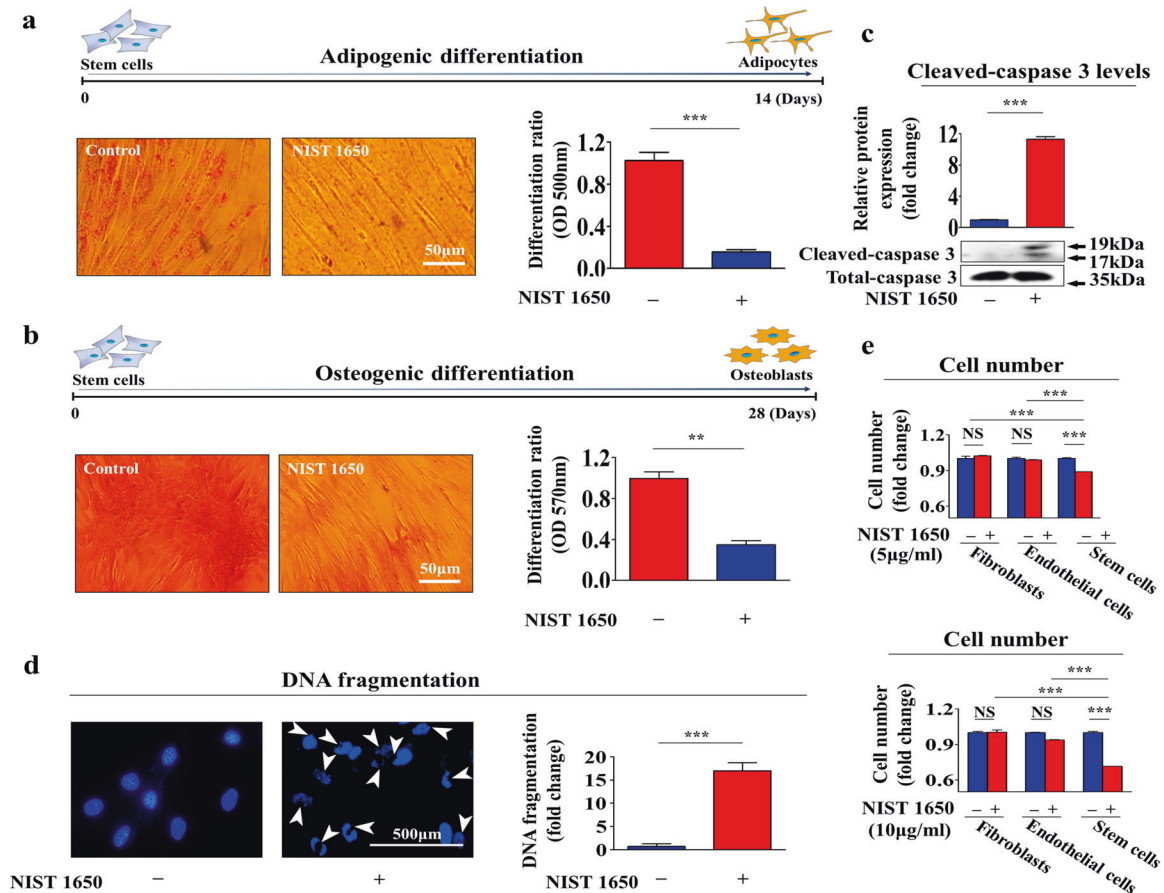 a
Stem cells
Adipogenic differentiation
Adipocytes
0
14 (Days)
Control
NIST 1650
50µm
Differentiation ratio
(OD 500nm)
1.2
0.8
0.4
0.0
***
NIST 1650
– +
b
Stem cells
Osteogenic differentiation
Osteoblasts
0
28 (Days)
Control
NIST 1650
50µm
Differentiation ratio
(OD 570nm)
1.2
0.8
0.4
0.0
**
NIST 1650
– +
c
Cleaved-caspase 3 levels
Relative protein
expression
(fold change)
12
8
4
0
***
Cleaved-caspase 3
19kDa
17kDa
Total-caspase 3
35kDa
NIST 1650 – +
d
DNA fragmentation
500µm
NIST 1650 – +
DNA fragmentation
(fold change)
20
15
10
5
0
***
NIST 1650 – +
e
Cell number
Cell number
(fold change)
1.2
0.9
0.6
***
***
NS NS ***
NIST 1650
(5µg/ml)
– + – + – +
Fibroblasts
Endothelial cells
Stem cells
Cell number
Cell number
(fold change)
1.2
0.9
0.6
***
***
NS NS ***
NIST 1650
(10µg/ml)
– + – + – +
Fibroblasts
Endothelial cells
Stem cells